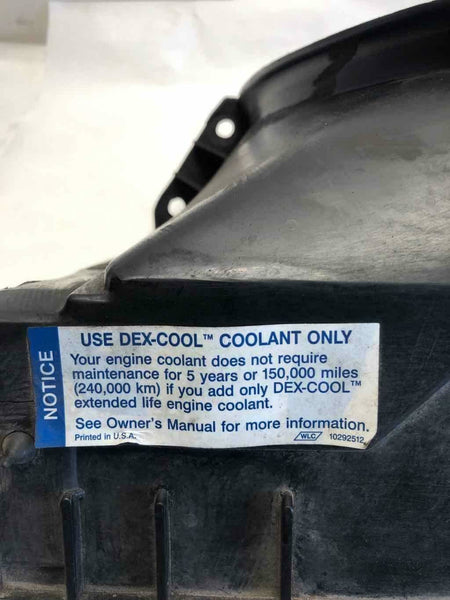 NOTICE
USE DEX-COOL™ COOLANT ONLY
Your engine coolant does not require
maintenance for 5 years or 150,000 miles
(240,000 km) if you add only DEX-COOL™
extended life engine coolant.
See Owner's Manual for more information.
Printed in U.S.A. WLC 10292512